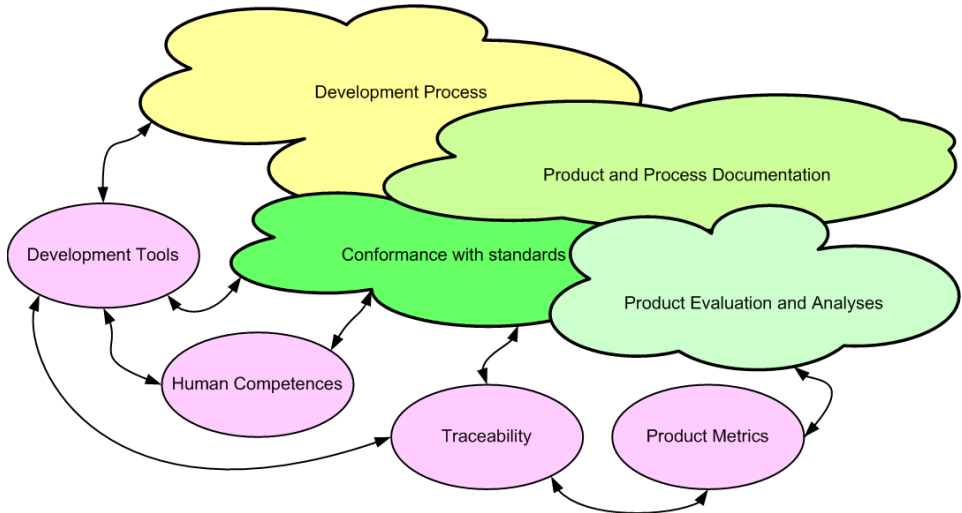 Development Process
Product and Process Documentation
Development Tools
Conformance with standards
Product Evaluation and Analyses
Human Competences
Traceability
Product Metrics